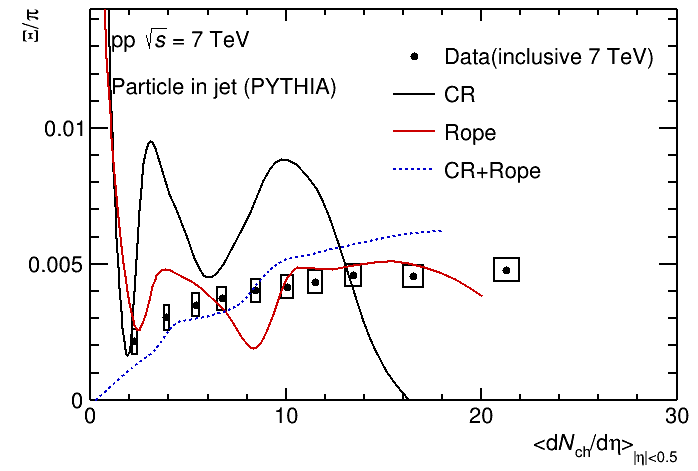 Ξ/π
pp √s = 7 TeV
Particle in jet (PYTHIA)
Data(inclusive 7 TeV)
CR
Rope
CR+Rope
0.01
0.005
0
0 10 20 30
<dN_ch/dη>_|η|<0.5